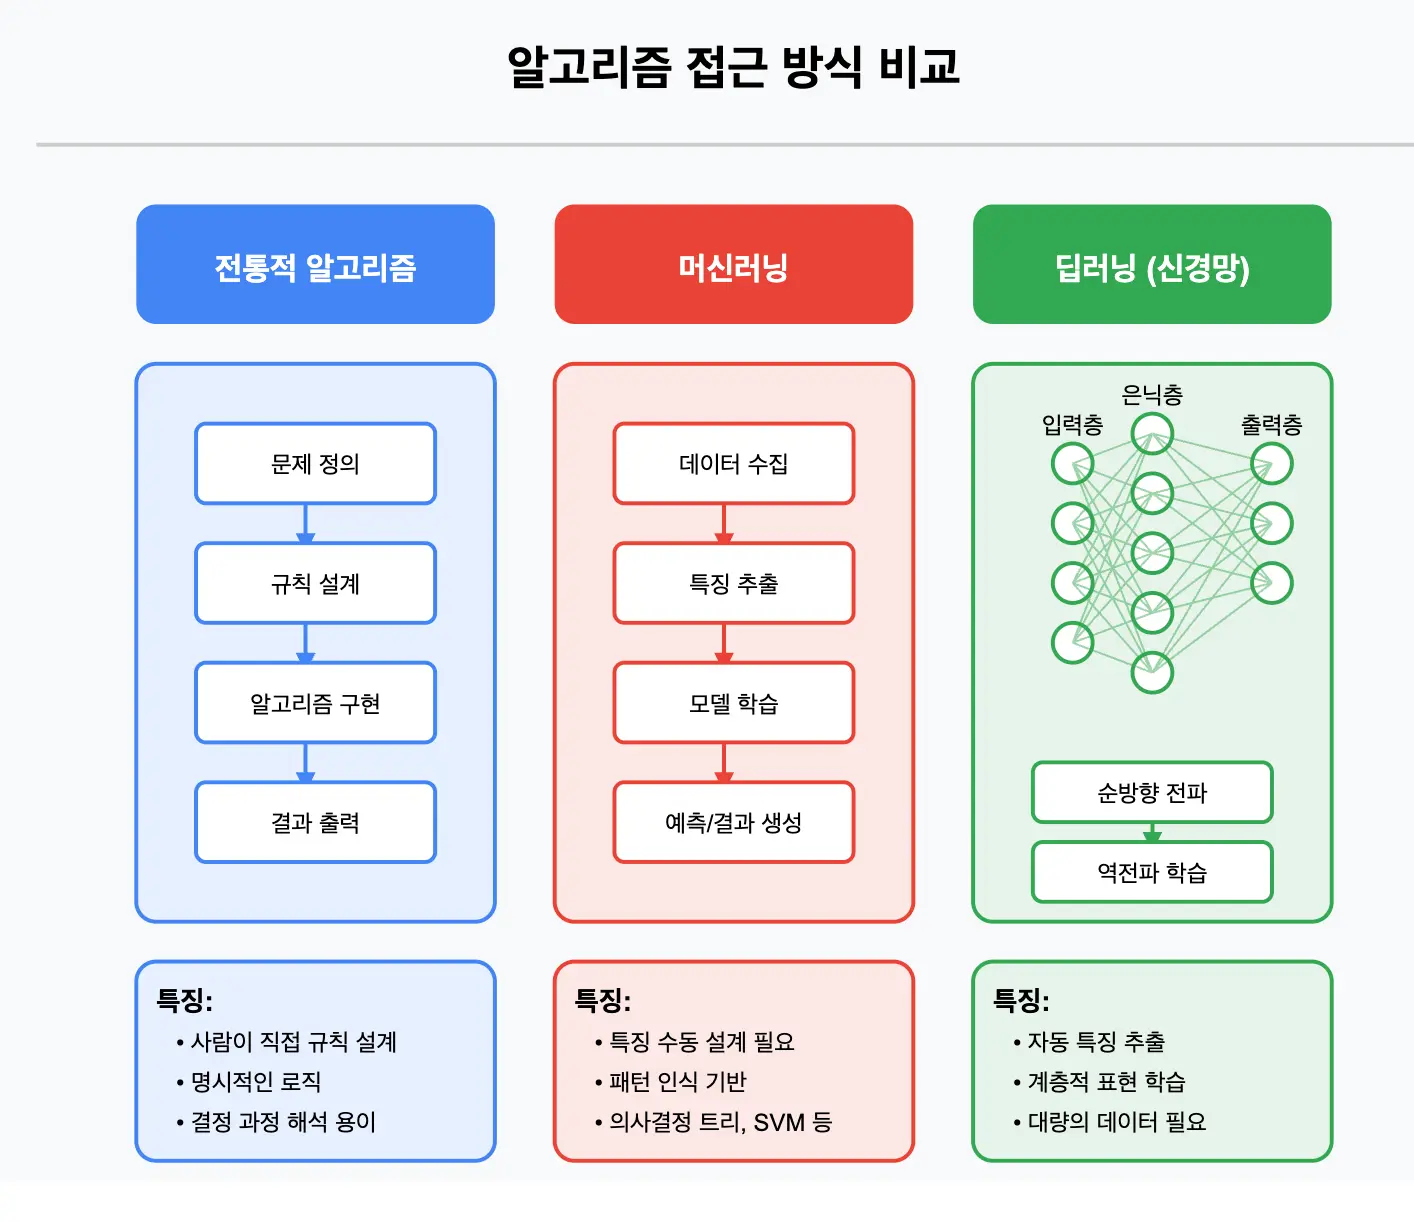 알고리즘 접근 방식 비교
전통적 알고리즘
문제 정의
규칙 설계
알고리즘 구현
결과 출력
특징:
• 사람이 직접 규칙 설계
• 명시적인 로직
• 결정 과정 해석 용이
머신러닝
데이터 수집
특징 추출
모델 학습
예측/결과 생성
특징:
• 특징 수동 설계 필요
• 패턴 인식 기반
• 의사결정 트리, SVM 등
딥러닝 (신경망)
은닉층
입력층
출력층
순방향 전파
역전파 학습
특징:
• 자동 특징 추출
• 계층적 표현 학습
• 대량의 데이터 필요